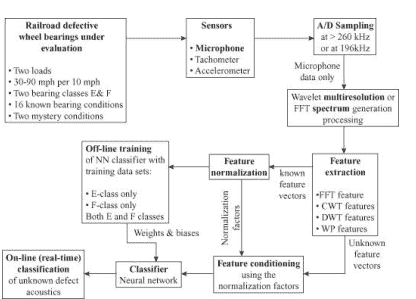 Railroad defective
wheel bearings under
evaluation
• Two loads
• 30-90 mph per 10 mph
• Two bearing classes E& F
• 16 known bearing conditions
• Two mystery conditions
Sensors
• Microphone
• Tachometer
• Accelerometer
A/D Sampling
at > 260 kHz
or at 196kHz
Microphone
data only
Wavelet multiresolution or
FFT spectrum generation
processing
Off-line training
of NN classifier with
training data sets:
• E-class only
• F-class only
Both E and F classes
Feature
normalization
known
feature
vectors
Feature
extraction
•FFT feature
• CWT features
• DWT features
• WP features
Normalization
factors
Unknown
feature
vectors
Weights & biases
On-line (real-time)
classification
of unknown defect
acoustics
Classifier
Neural network
Feature conditioning
using the
normalization factors